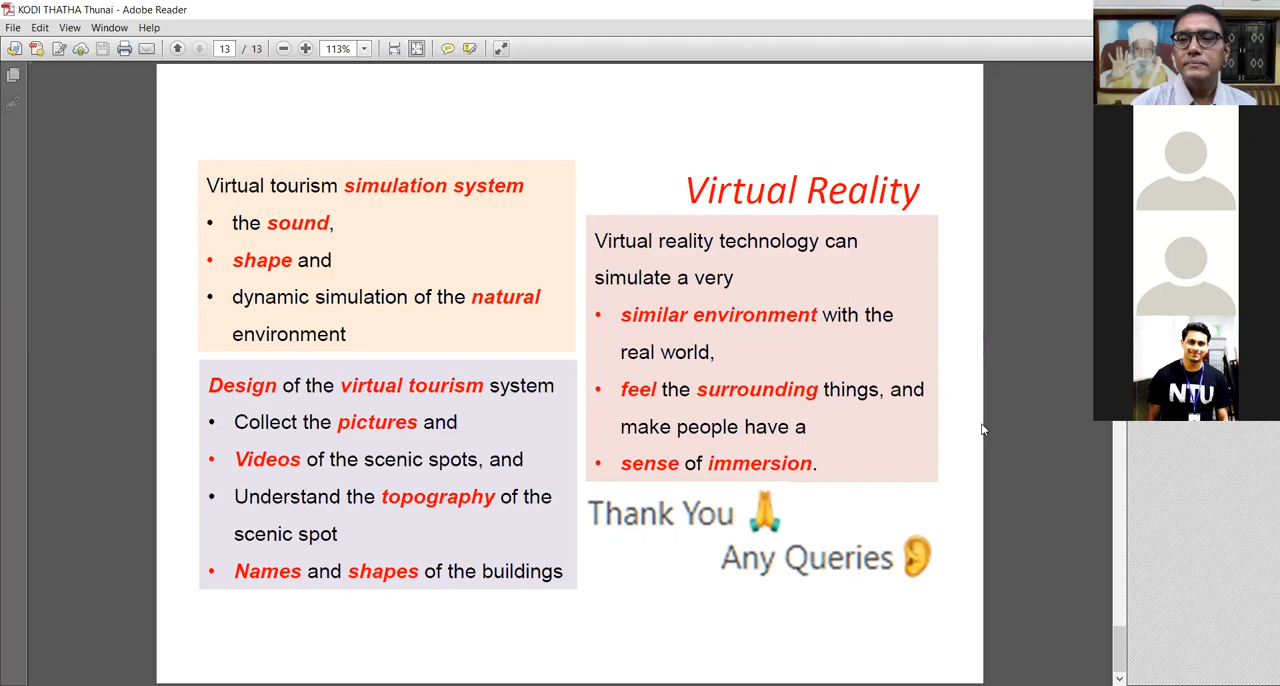 KODI THATHA Thunai - Adobe Reader
File Edit View Window Help
13 / 13 113%
Virtual tourism simulation system
• the sound,
• shape and
• dynamic simulation of the natural
environment
Design of the virtual tourism system
• Collect the pictures and
• Videos of the scenic spots, and
• Understand the topography of the
scenic spot
• Names and shapes of the buildings
Virtual Reality
Virtual reality technology can
simulate a very
• similar environment with the
real world,
• feel the surrounding things, and
make people have a
• sense of immersion.
Thank You 🙏
Any Queries 👂
NTU